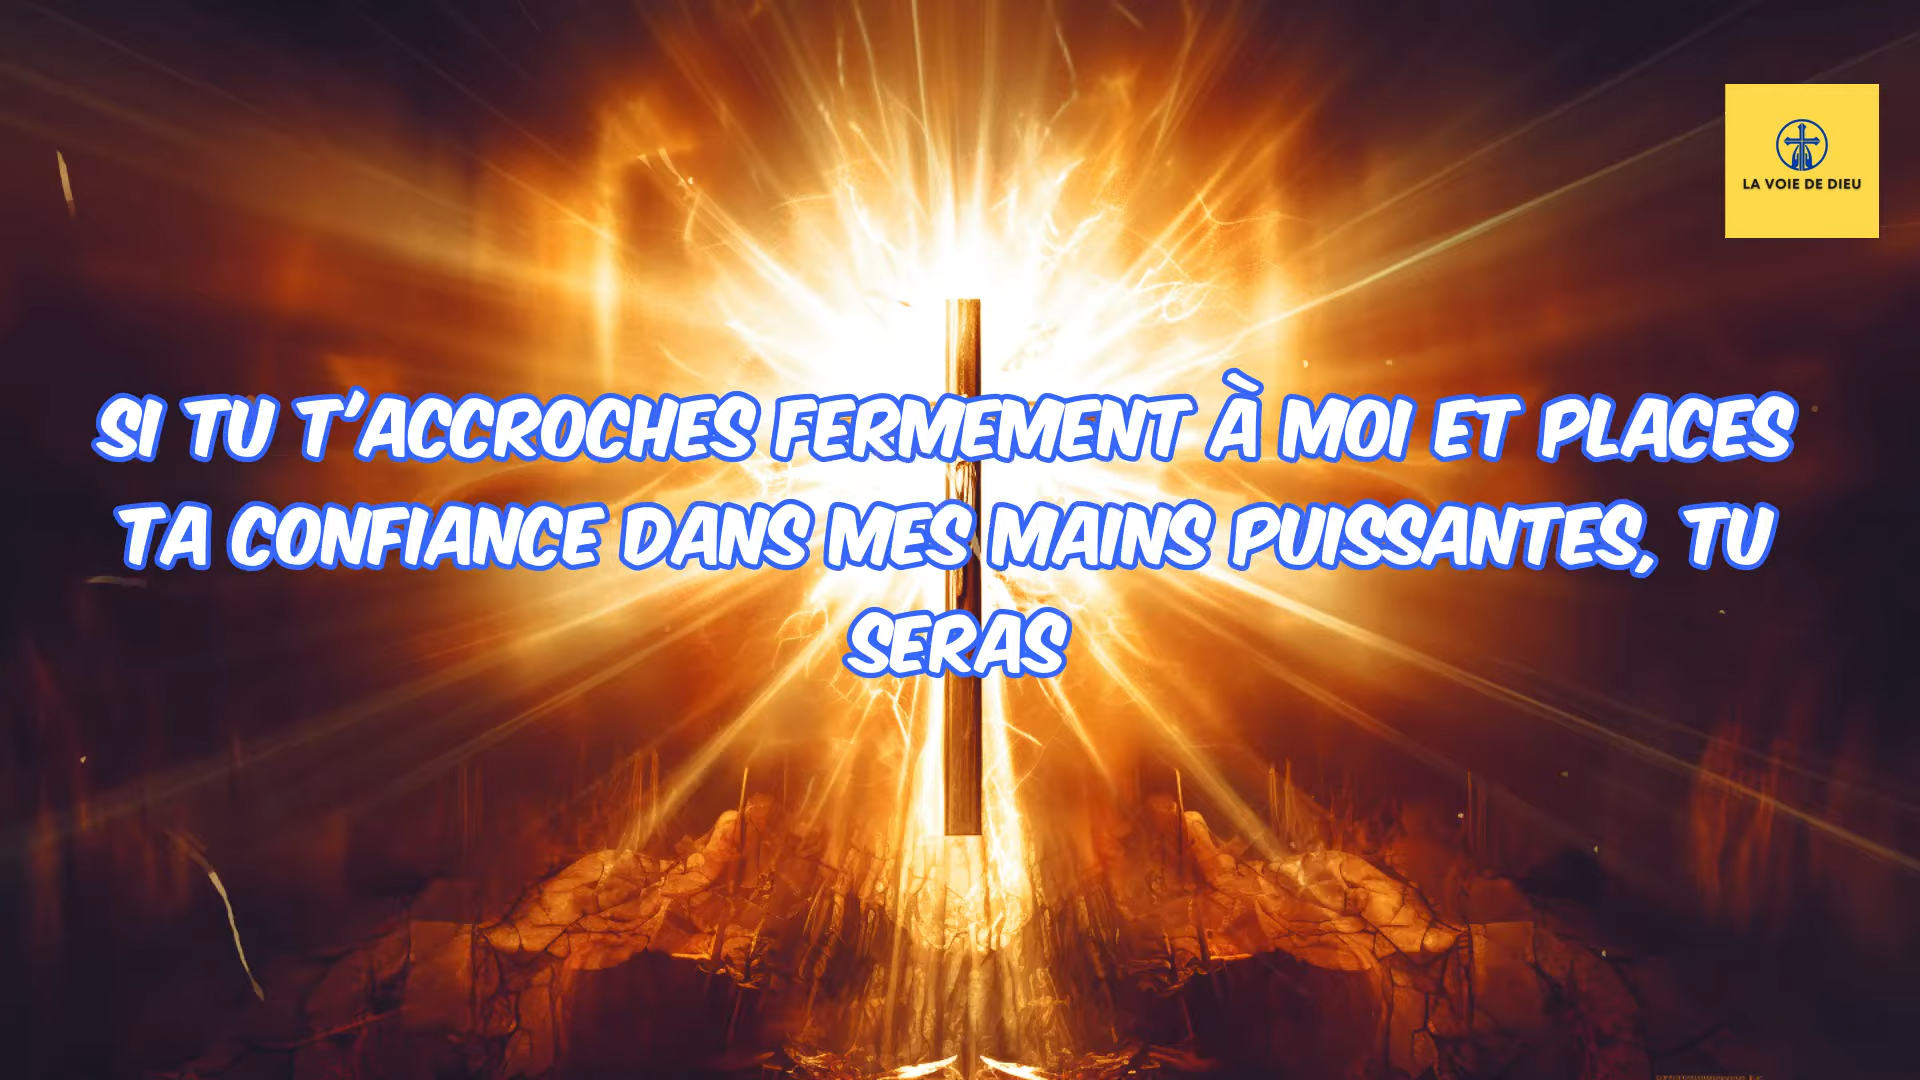 LA VOIE DE DIEU
SI TU T'ACCROCHES FERMEMENT À MOI ET PLACES
TA CONFIANCE DANS MES MAINS PUISSANTES, TU
SERAS